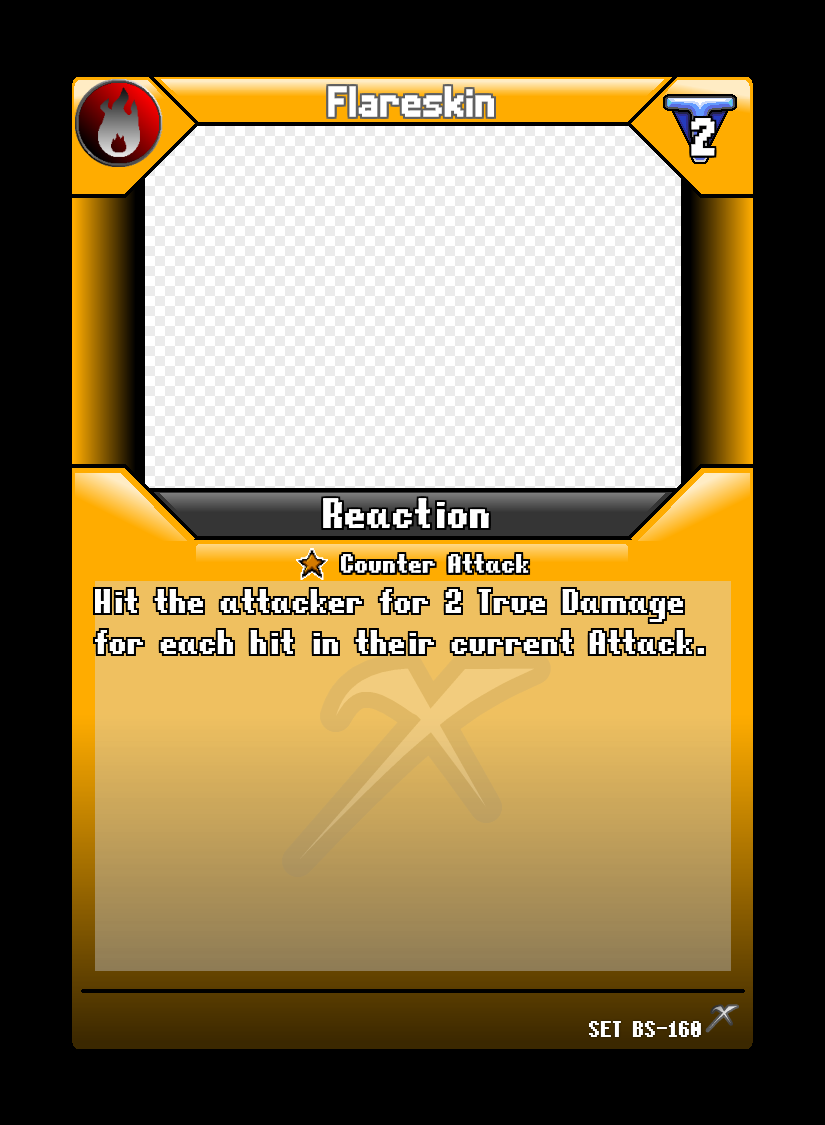 Flareskin
2
Reaction
Counter Attack
Hit the attacker for 2 True Damage
for each hit in their current Attack.
SET BS-160